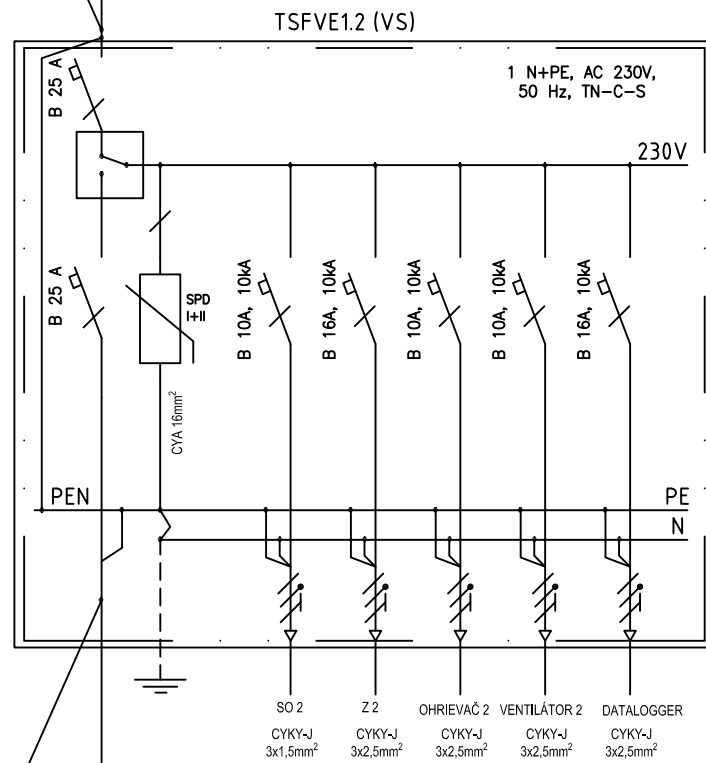 TSFVE1.2 (VS)
1 N+PE, AC 230V,
50 Hz, TN-C-S
B 25 A
230V
B 25 A
SPD
I+II
B 10A, 10kA
B 16A, 10kA
B 10A, 10kA
B 10A, 10kA
B 16A, 10kA
CYA 16mm²
PEN
PE
N
SO 2
Z 2
OHRIEVAČ 2
VENTILÁTOR 2
DATALOGGER
CYKY-J
3x1,5mm²
CYKY-J
3x2,5mm²
CYKY-J
3x2,5mm²
CYKY-J
3x2,5mm²
CYKY-J
3x2,5mm²